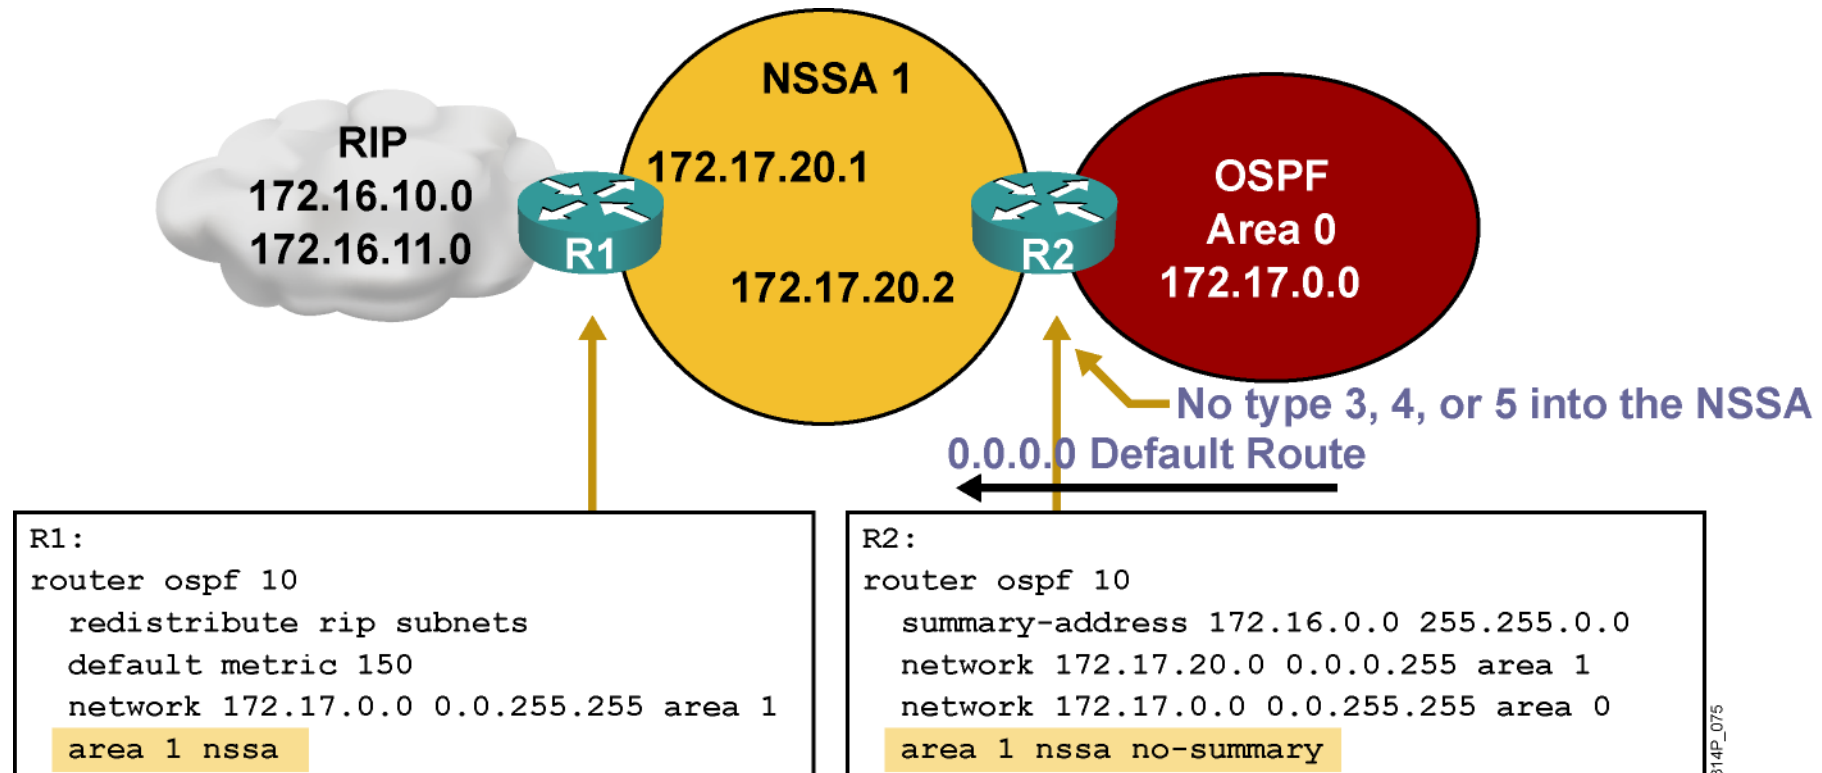 NSSA 1
RIP
172.16.10.0
172.16.11.0
R1
172.17.20.1
172.17.20.2
R2
OSPF
Area 0
172.17.0.0
No type 3, 4, or 5 into the NSSA
0.0.0.0 Default Route
R1:
router ospf 10
redistribute rip subnets
default metric 150
network 172.17.0.0 0.0.255.255 area 1
area 1 nssa
R2:
router ospf 10
summary-address 172.16.0.0 255.255.0.0
network 172.17.20.0 0.0.0.255 area 1
network 172.17.0.0 0.0.255.255 area 0
area 1 nssa no-summary